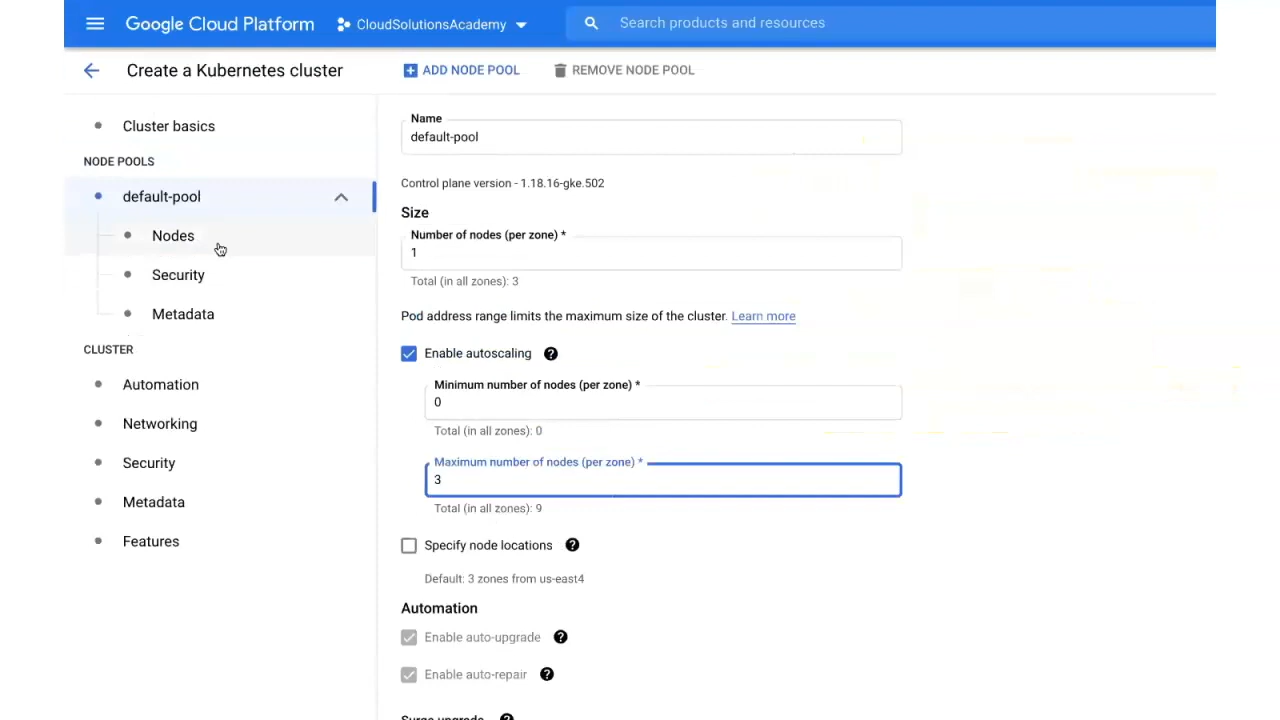 Google Cloud Platform
CloudSolutionsAcademy
Search products and resources
Create a Kubernetes cluster
ADD NODE POOL
REMOVE NODE POOL
Cluster basics
NODE POOLS
default-pool
Nodes
Security
Metadata
CLUSTER
Automation
Networking
Security
Metadata
Features
Name
default-pool
Control plane version - 1.18.16-gke.502
Size
Number of nodes (per zone) *
1
Total (in all zones): 3
Pod address range limits the maximum size of the cluster. Learn more
Enable autoscaling
Minimum number of nodes (per zone) *
0
Total (in all zones): 0
Maximum number of nodes (per zone) *
3
Total (in all zones): 9
Specify node locations
Default: 3 zones from us-east4
Automation
Enable auto-upgrade
Enable auto-repair
Surge upgrade